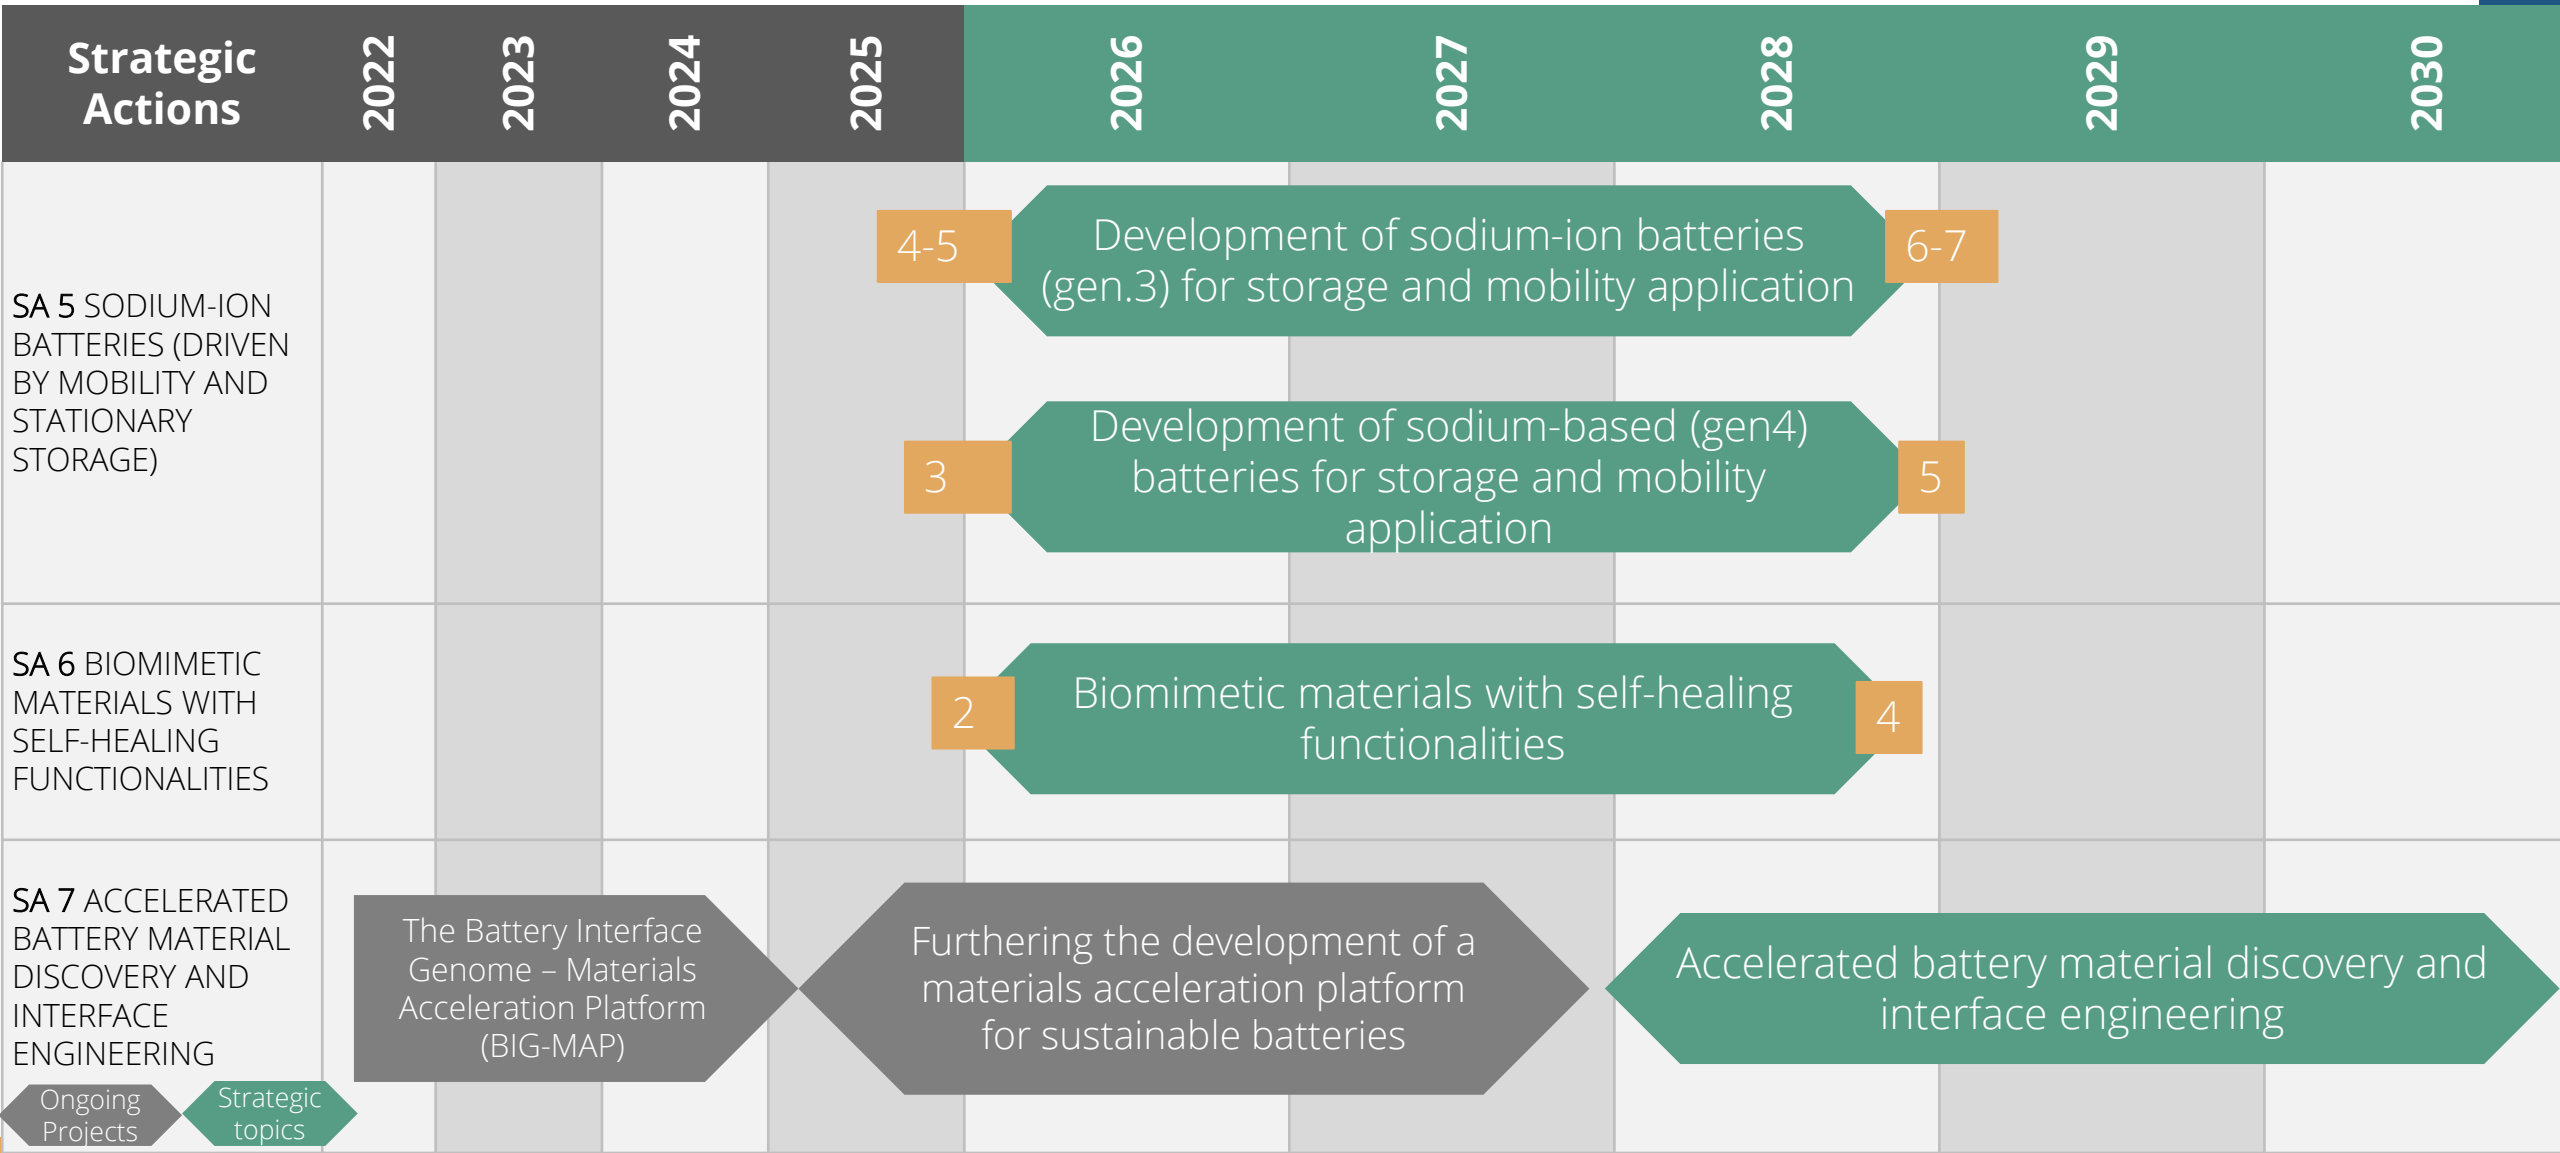 Strategic
Actions
2022
2023
2024
2025
2026
2027
2028
2029
2030
SA 5 SODIUM-ION
BATTERIES (DRIVEN
BY MOBILITY AND
STATIONARY
STORAGE)
4-5
Development of sodium-ion batteries
(gen.3) for storage and mobility application
6-7
3
Development of sodium-based (gen4)
batteries for storage and mobility
application
5
SA 6 BIOMIMETIC
MATERIALS WITH
SELF-HEALING
FUNCTIONALITIES
2
Biomimetic materials with self-healing
functionalities
4
SA 7 ACCELERATED
BATTERY MATERIAL
DISCOVERY AND
INTERFACE
ENGINEERING
The Battery Interface
Genome – Materials
Acceleration Platform
(BIG-MAP)
Furthering the development of a
materials acceleration platform
for sustainable batteries
Accelerated battery material discovery and
interface engineering
Ongoing
Projects
Strategic
topics